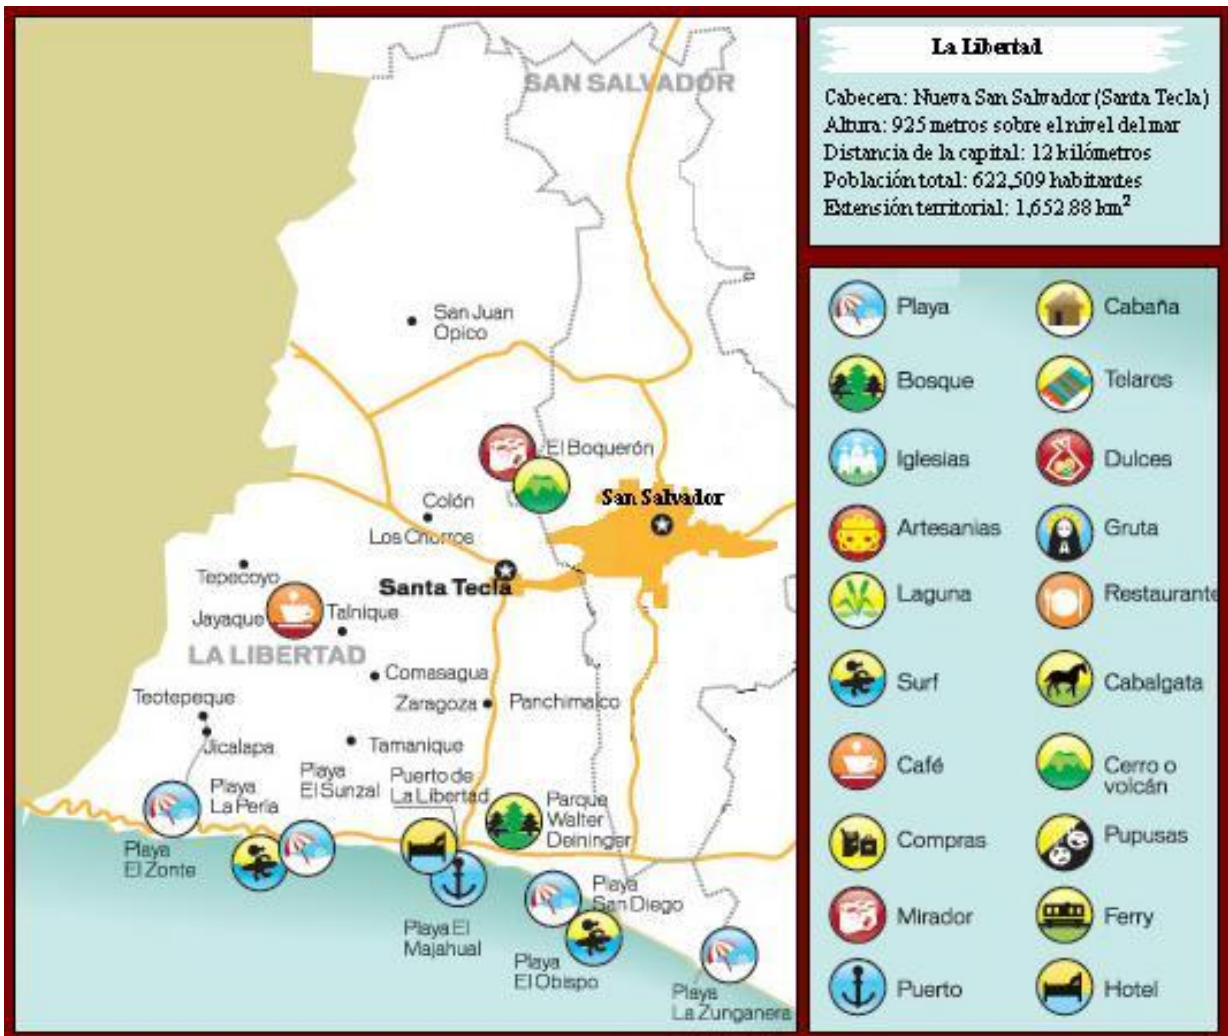 SAN SALVADOR
San Juan
Opico
El Boquerón
San Salvador
Colón
Los Chorros
Santa Tecla
Tepecoyo
Jayaque
Talnique
LA LIBERTAD
Comasagua
Teotepeque
Zaragoza
Panchimalco
Jicalapa
Tamanique
Playa
La Perla
Playa
El Sunzal
Puerto de
La Libertad
Parque
Walter
Deininger
Playa
El Zonte
Playa El
Majahual
Playa
San Diego
Playa
El Obispo
Playa
La Zunganera
La Libertad
Cabecera: Nueva San Salvador (Santa Tecla)
Altura: 925 metros sobre el nivel del mar
Distancia de la capital: 12 kilómetros
Población total: 622,509 habitantes
Extensión territorial: 1,652.88 km²
Playa
Bosque
Iglesias
Artesanias
Laguna
Surf
Café
Compras
Mirador
Puerto
Cabaña
Telares
Dulces
Gruta
Restaurante
Cabalgata
Cerro o
volcán
Pupusas
Ferry
Hotel